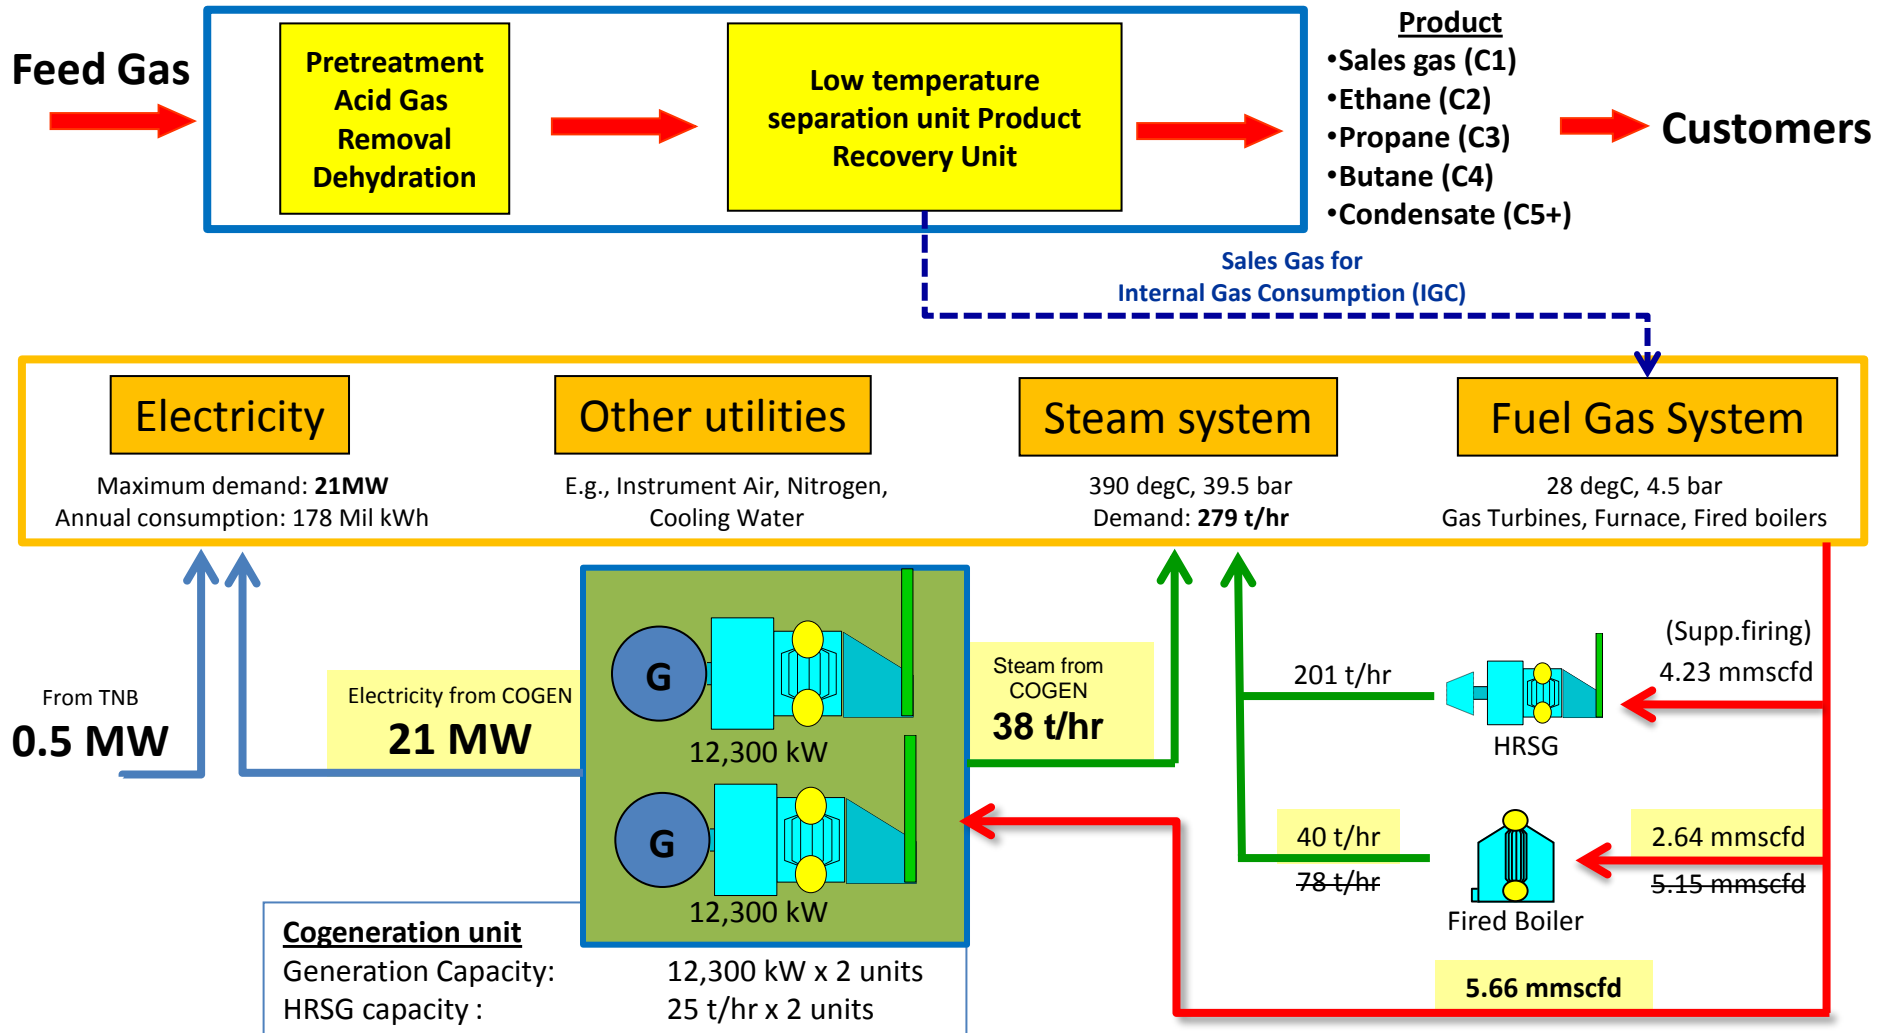 Feed Gas
Pretreatment
Acid Gas
Removal
Dehydration
Low temperature
separation unit Product
Recovery Unit
Product
•Sales gas (C1)
•Ethane (C2)
•Propane (C3)
•Butane (C4)
•Condensate (C5+)
Customers
Sales Gas for
Internal Gas Consumption (IGC)
Electricity
Maximum demand: 21MW
Annual consumption: 178 Mil kWh
Other utilities
E.g., Instrument Air, Nitrogen,
Cooling Water
Steam system
390 degC, 39.5 bar
Demand: 279 t/hr
Fuel Gas System
28 degC, 4.5 bar
Gas Turbines, Furnace, Fired boilers
From TNB
0.5 MW
Electricity from COGEN
21 MW
G
12,300 kW
G
12,300 kW
Steam from
COGEN
38 t/hr
201 t/hr
HRSG
(Supp.firing)
4.23 mmscfd
40 t/hr
78 t/hr
Fired Boiler
2.64 mmscfd
5.15 mmscfd
5.66 mmscfd
Cogeneration unit
Generation Capacity: 12,300 kW x 2 units
HRSG capacity : 25 t/hr x 2 units